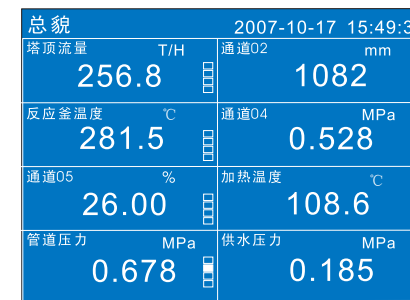 总貌 2007-10-17 15:49:3
塔顶流量 T/H 通道02 mm
256.8 1082
反应釜温度 ℃ 通道04 MPa
281.5 0.528
通道05 % 加热温度 ℃
26.00 108.6
管道压力 MPa 供水压力 MPa
0.678 0.185